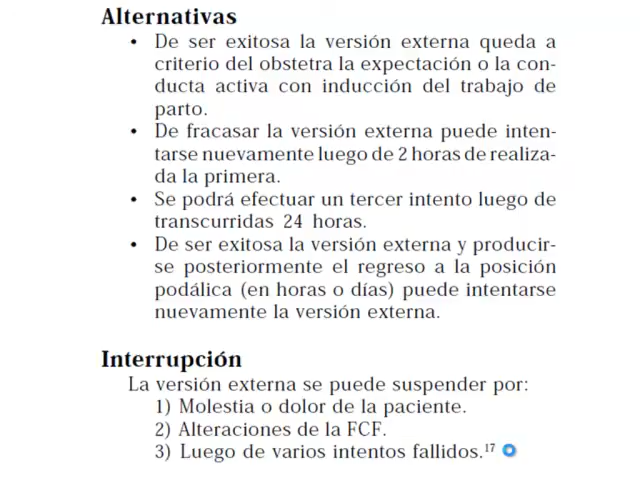 Alternativas
• De ser exitosa la versión externa queda a
criterio del obstetra la expectación o la con-
ducta activa con inducción del trabajo de
parto.
• De fracasar la versión externa puede inten-
tarse nuevamente luego de 2 horas de realiza-
da la primera.
• Se podrá efectuar un tercer intento luego de
transcurridas 24 horas.
• De ser exitosa la versión externa y producir-
se posteriormente el regreso a la posición
podálica (en horas o días) puede intentarse
nuevamente la versión externa.
Interrupción
La versión externa se puede suspender por:
1) Molestia o dolor de la paciente.
2) Alteraciones de la FCF.
3) Luego de varios intentos fallidos.¹⁷